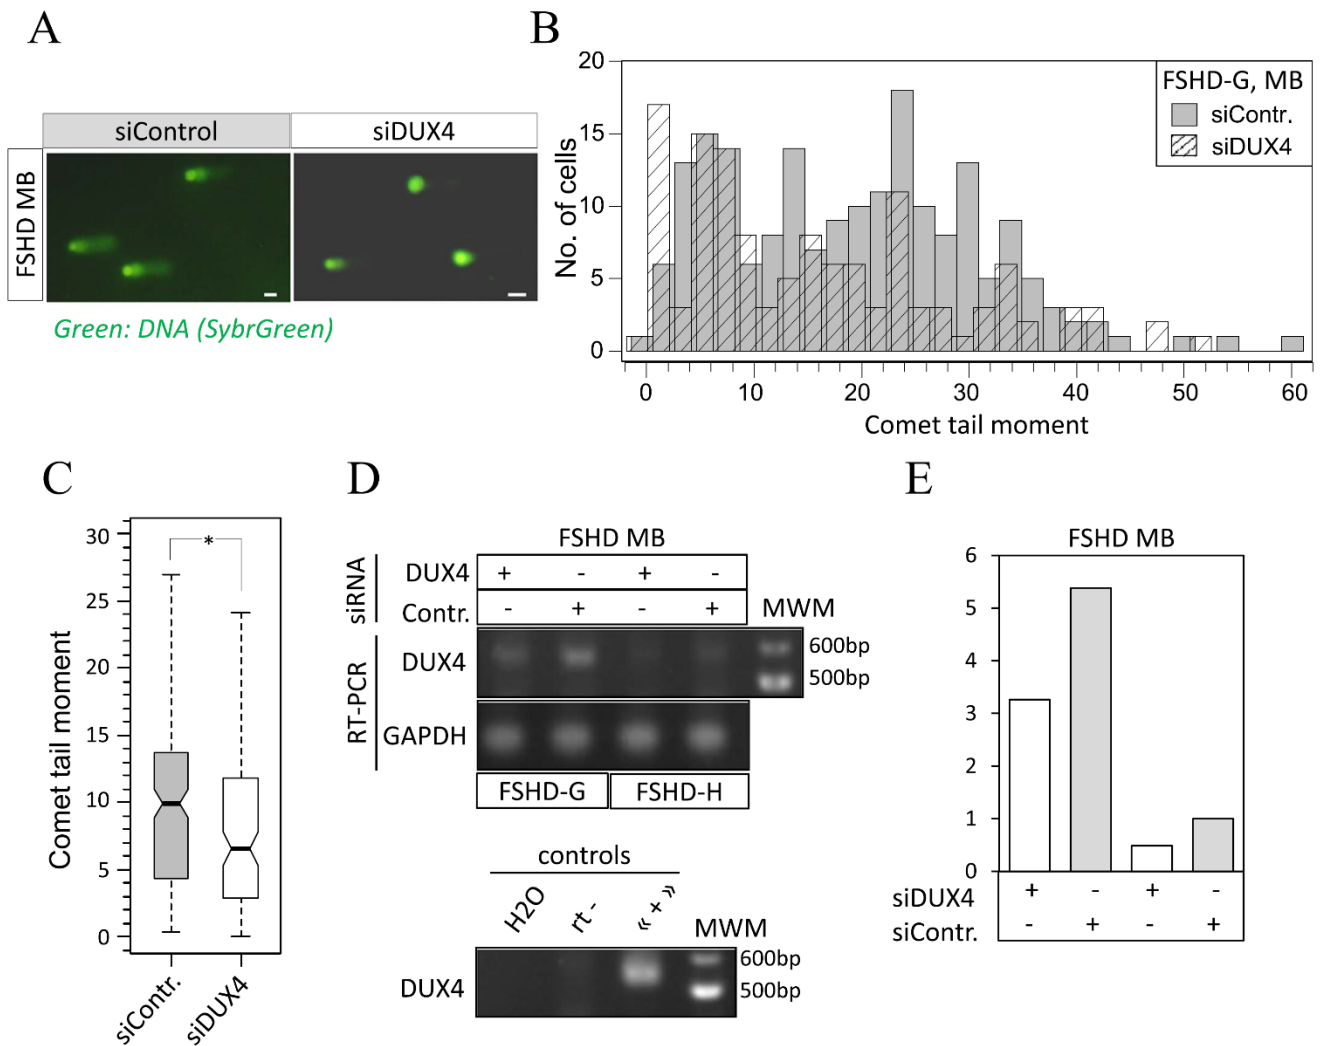 A
siControl
siDUX4
FSHD MB
Green: DNA (SybrGreen)
B
FSHD-G, MB
siContr.
siDUX4
No. of cells
20
15
10
5
0
0 10 20 30 40 50 60
Comet tail moment
C
Comet tail moment
30
25
20
15
10
5
0
*
siContr.
siDUX4
D
FSHD MB
siRNA
DUX4 + - + -
Contr. - + - + MWM
RT-PCR
DUX4
600bp
500bp
GAPDH
FSHD-G FSHD-H
controls
H2O rt - « + » MWM
DUX4
600bp
500bp
E
FSHD MB
6
5
4
3
2
1
0
siDUX4 + - + -
siContr. - + - +